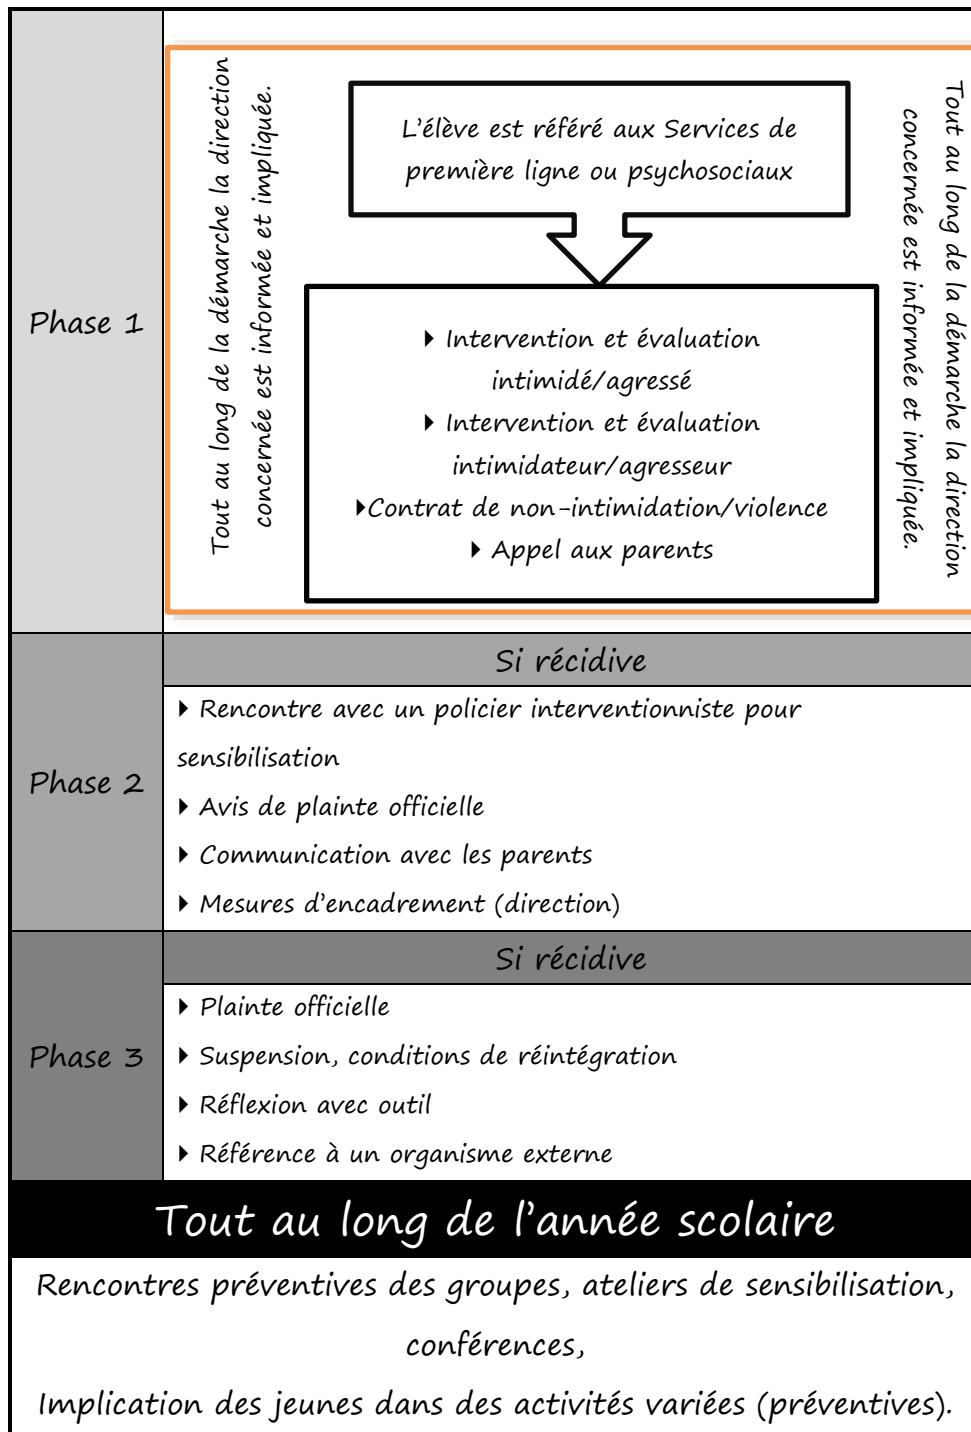 Phase 1
Tout au long de la démarche la direction
concernée est informée et impliquée.
L'élève est référé aux Services de
première ligne ou psychosociaux
Intervention et évaluation
intimidé/agressé
Intervention et évaluation
intimidateur/agresseur
Contrat de non-intimidation/violence
Appel aux parents
Tout au long de la démarche la direction
concernée est informée et impliquée.
Phase 2
Si récidive
Rencontre avec un policier interventionniste pour
sensibilisation
Avis de plainte officielle
Communication avec les parents
Mesures d'encadrement (direction)
Phase 3
Si récidive
Plainte officielle
Suspension, conditions de réintégration
Réflexion avec outil
Référence à un organisme externe
Tout au long de l'année scolaire
Rencontres préventives des groupes, ateliers de sensibilisation,
conférences,
Implication des jeunes dans des activités variées (préventives).